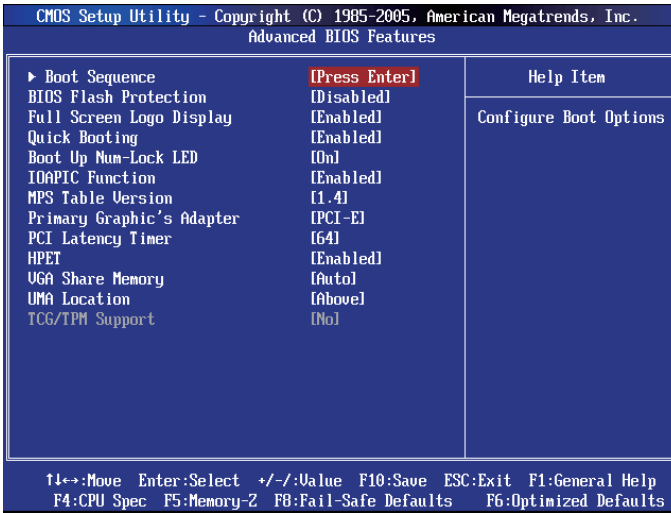 CMOS Setup Utility - Copyright (C) 1985-2005, American Megatrends, Inc.
Advanced BIOS Features
▶ Boot Sequence [Press Enter]
BIOS Flash Protection [Disabled]
Full Screen Logo Display [Enabled]
Quick Booting [Enabled]
Boot Up Num-Lock LED [On]
IOAPIC Function [Enabled]
MPS Table Version [1.4]
Primary Graphic's Adapter [PCI-E]
PCI Latency Timer [64]
HPET [Enabled]
VGA Share Memory [Auto]
UMA Location [Above]
TCG/TPM Support [No]
Help Item
Configure Boot Options
↑↓←→:Move Enter:Select +/-/:Value F10:Save ESC:Exit F1:General Help
F4:CPU Spec F5:Memory-Z F8:Fail-Safe Defaults F6:Optimized Defaults